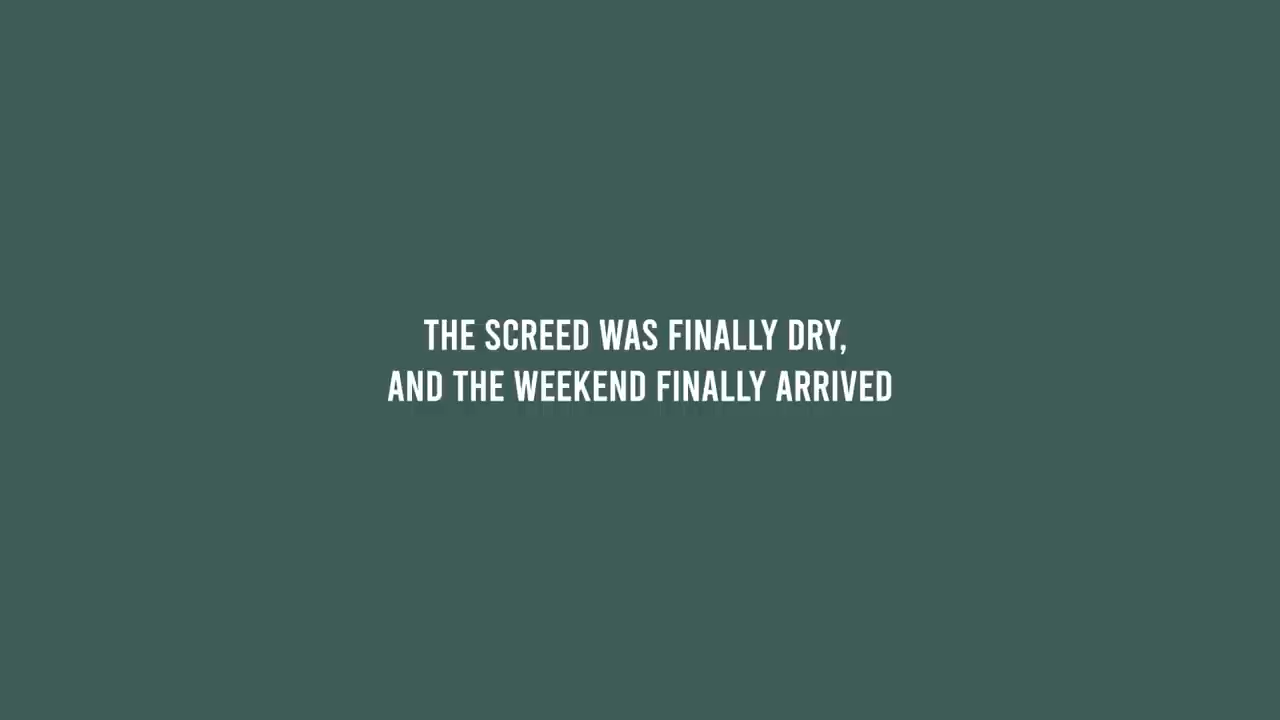 THE SCREED WAS FINALLY DRY,
AND THE WEEKEND FINALLY ARRIVED